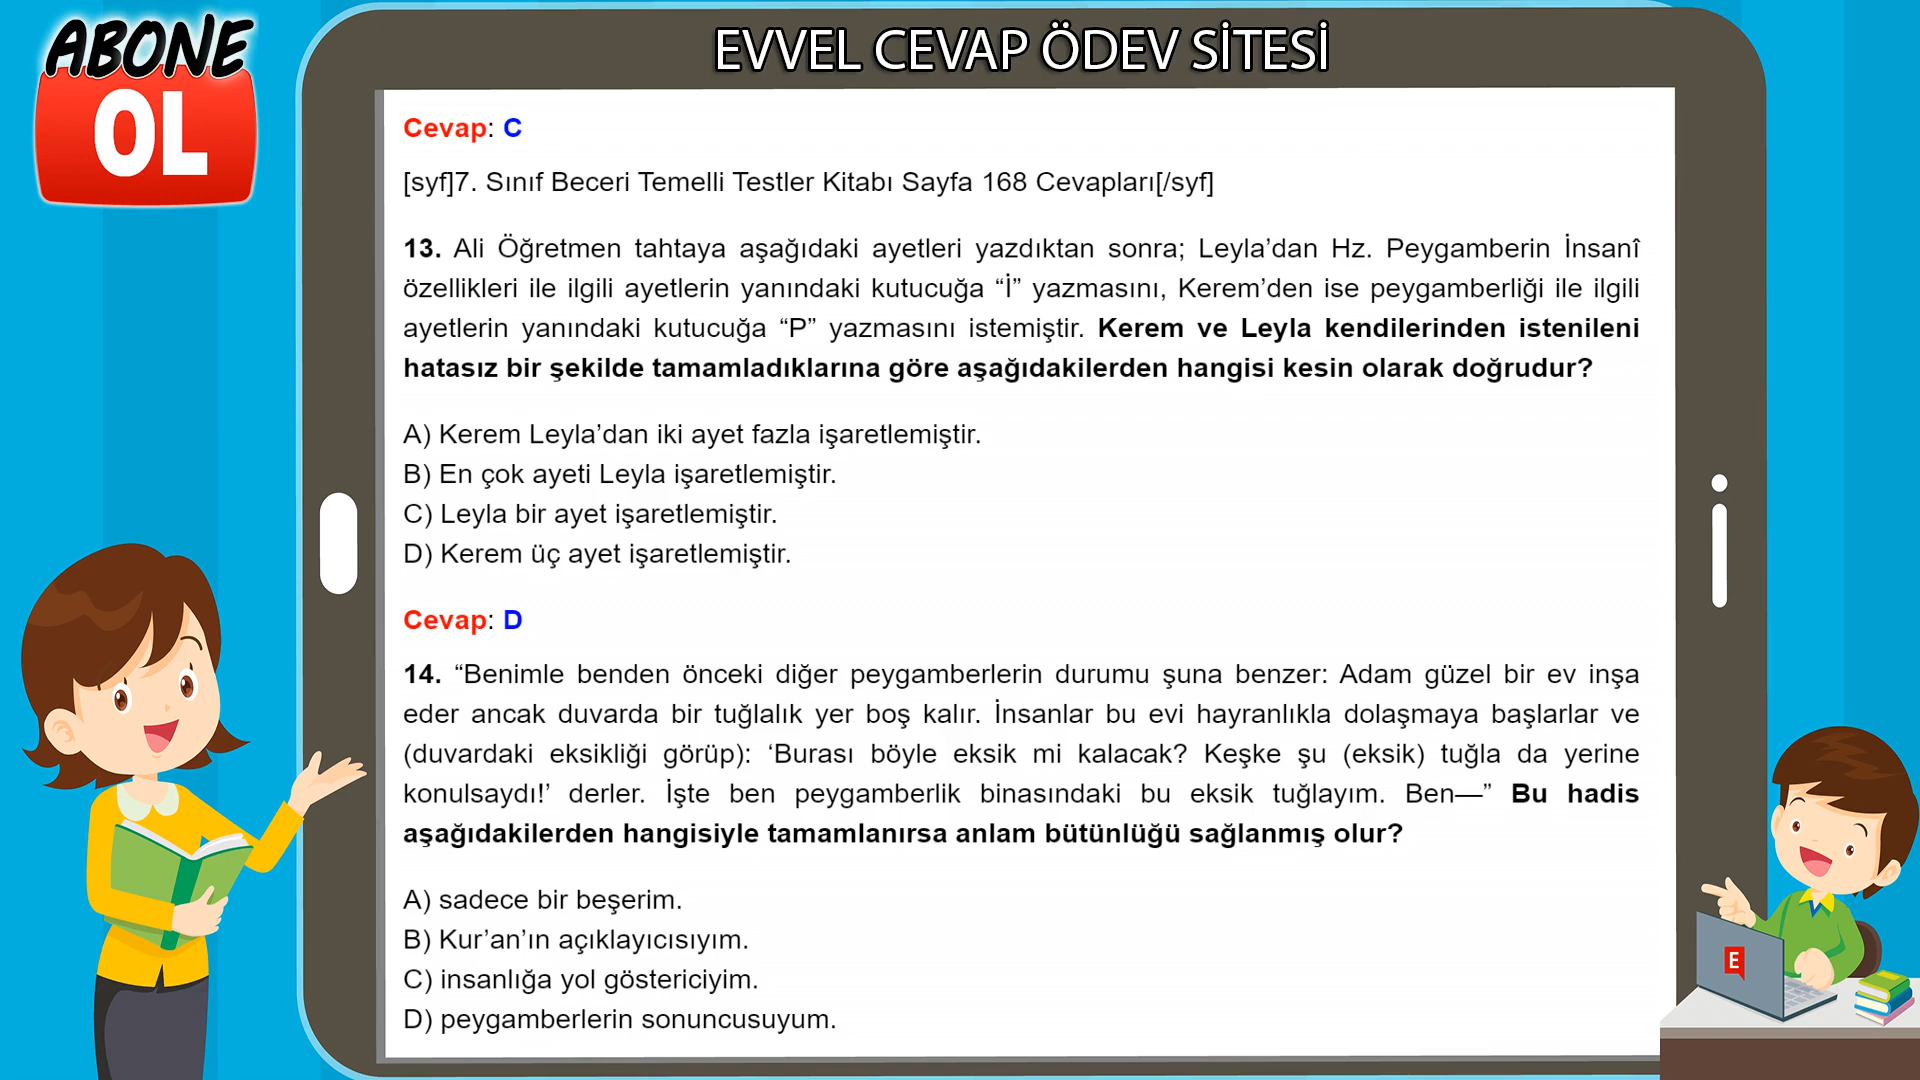 ABONE
OL
EVVEL CEVAP ÖDEV SİTESİ
Cevap: C
[syf]7. Sınıf Beceri Temelli Testler Kitabı Sayfa 168 Cevapları[/syf]
13. Ali Öğretmen tahtaya aşağıdaki ayetleri yazdıktan sonra; Leyla’dan Hz. Peygamberin İnsanî
özellikleri ile ilgili ayetlerin yanındaki kutucuğa “İ” yazmasını, Kerem’den ise peygamberliği ile ilgili
ayetlerin yanındaki kutucuğa “P” yazmasını istemiştir. Kerem ve Leyla kendilerinden istenileni
hatasız bir şekilde tamamladıklarına göre aşağıdakilerden hangisi kesin olarak doğrudur?
A) Kerem Leyla’dan iki ayet fazla işaretlemiştir.
B) En çok ayeti Leyla işaretlemiştir.
C) Leyla bir ayet işaretlemiştir.
D) Kerem üç ayet işaretlemiştir.
Cevap: D
14. “Benimle benden önceki diğer peygamberlerin durumu şuna benzer: Adam güzel bir ev inşa
eder ancak duvarda bir tuğlalık yer boş kalır. İnsanlar bu evi hayranlıkla dolaşmaya başlarlar ve
(duvardaki eksikliği görüp): ‘Burası böyle eksik mi kalacak? Keşke şu (eksik) tuğla da yerine
konulsaydı!’ derler. İşte ben peygamberlik binasındaki bu eksik tuğlayım. Ben—” Bu hadis
aşağıdakilerden hangisiyle tamamlanırsa anlam bütünlüğü sağlanmış olur?
A) sadece bir beşerim.
B) Kur’an’ın açıklayıcısıyım.
C) insanlığa yol göstericiyim.
D) peygamberlerin sonuncusuyum.
E